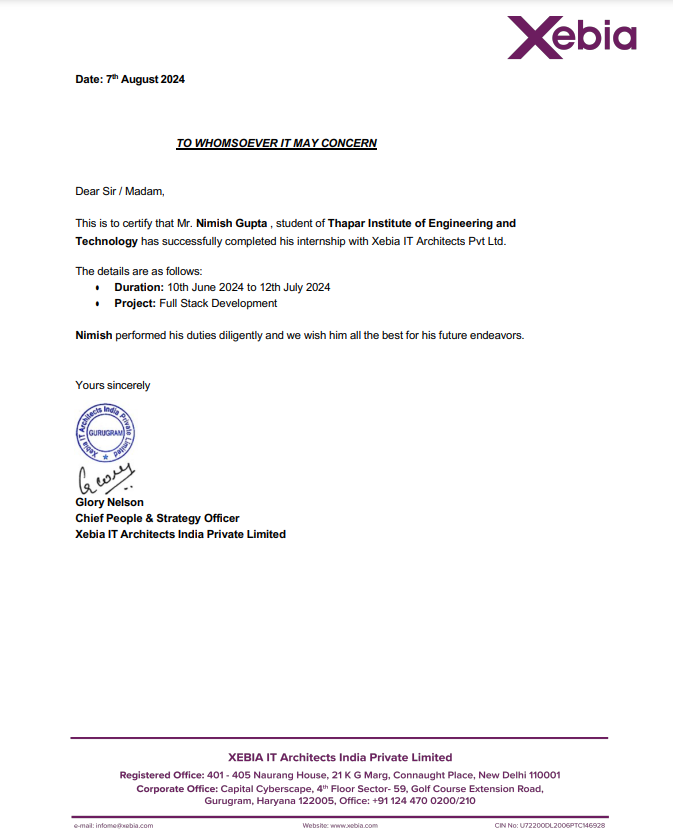 Xebia
Date: 7th August 2024
TO WHOMSOEVER IT MAY CONCERN
Dear Sir / Madam,
This is to certify that Mr. Nimish Gupta , student of Thapar Institute of Engineering and
Technology has successfully completed his internship with Xebia IT Architects Pvt Ltd.
The details are as follows:
• Duration: 10th June 2024 to 12th July 2024
• Project: Full Stack Development
Nimish performed his duties diligently and we wish him all the best for his future endeavors.
Yours sincerely
Xebia IT Architects India Private Limited
GURUGRAM
Glory
Glory Nelson
Chief People & Strategy Officer
Xebia IT Architects India Private Limited
XEBIA IT Architects India Private Limited
Registered Office: 401 - 405 Naurang House, 21 K G Marg, Connaught Place, New Delhi 110001
Corporate Office: Capital Cyberscape, 4th Floor Sector- 59, Golf Course Extension Road,
Gurugram, Haryana 122005, Office: +91 124 470 0200/210
e-mail: infome@xebia.com Website: www.xebia.com CIN No: U72200DL2006PTC146928